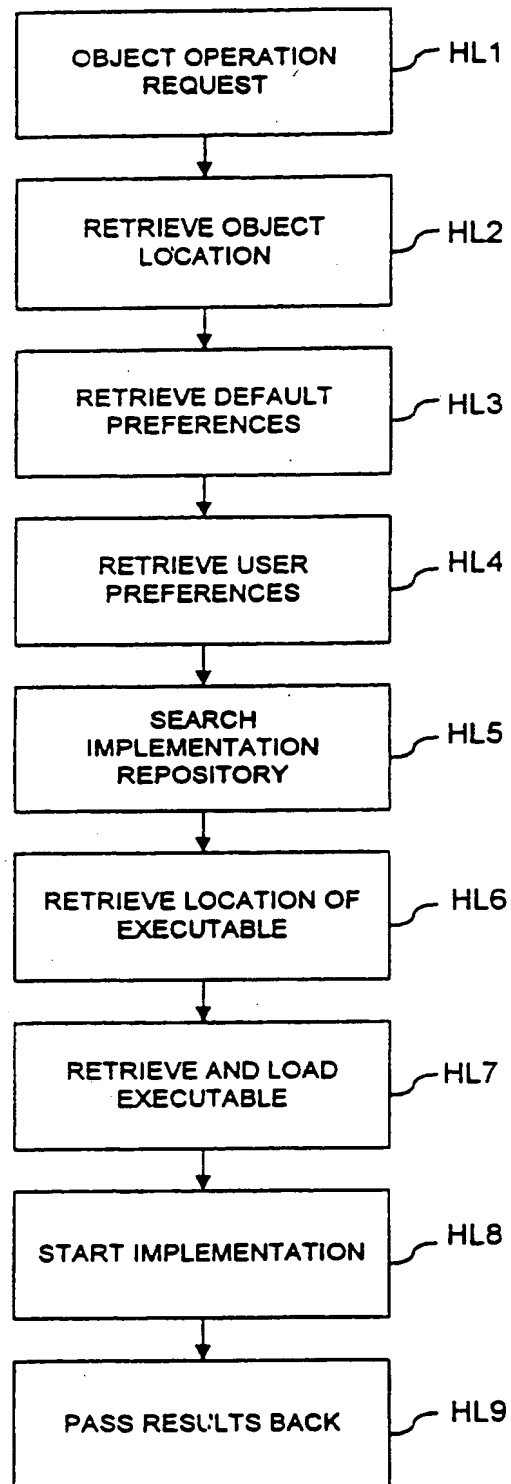 OBJECT OPERATION
REQUEST
HL1
RETRIEVE OBJECT
LOCATION
HL2
RETRIEVE DEFAULT
PREFERENCES
HL3
RETRIEVE USER
PREFERENCES
HL4
SEARCH
IMPLEMENTATION
REPOSITORY
HL5
RETRIEVE LOCATION OF
EXECUTABLE
HL6
RETRIEVE AND LOAD
EXECUTABLE
HL7
START IMPLEMENTATION
HL8
PASS RESULTS BACK
HL9